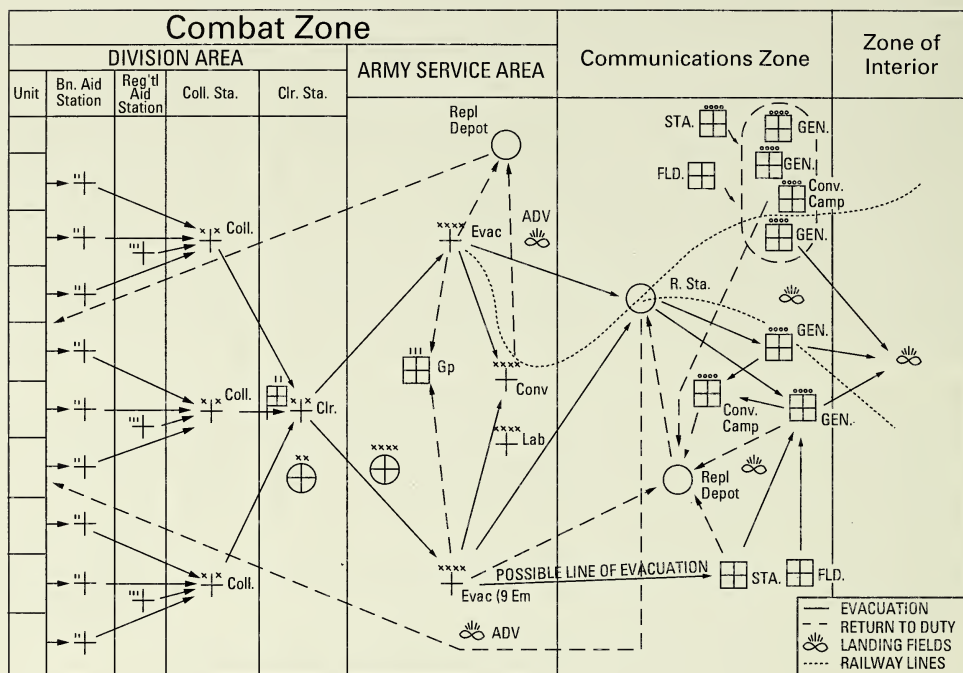 Combat Zone
DIVISION AREA
ARMY SERVICE AREA
Communications Zone
Zone of
Interior
Unit
Bn. Aid
Station
Reg'tl
Aid
Station
Coll. Sta.
Clr. Sta.
Repl
Depot
STA.
GEN.
FLD.
GEN.
Conv.
Camp
GEN.
Coll.
Evac
ADV
R. Sta.
GEN.
Gp
Conv
Coll.
Clr.
Conv.
Camp
GEN.
Lab
Repl
Depot
Coll.
POSSIBLE LINE OF EVACUATION
Evac (9 Em
STA.
FLD.
ADV
EVACUATION
RETURN TO DUTY
LANDING FIELDS
RAILWAY LINES